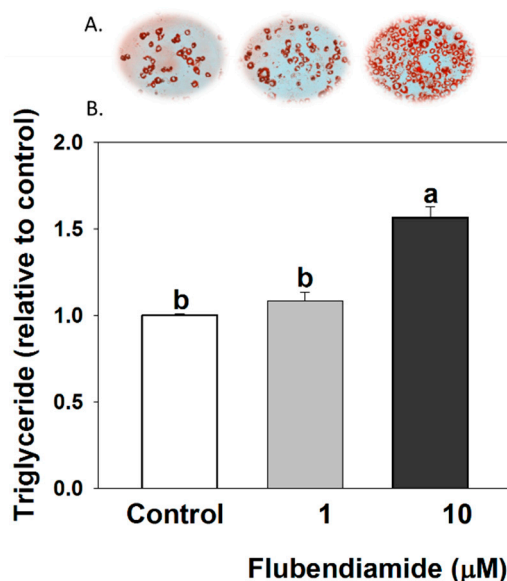 A.
B.
Triglyceride (relative to control)
2.0
1.5
1.0
0.5
0.0
b
b
a
Control 1 10
Flubendiamide (μM)